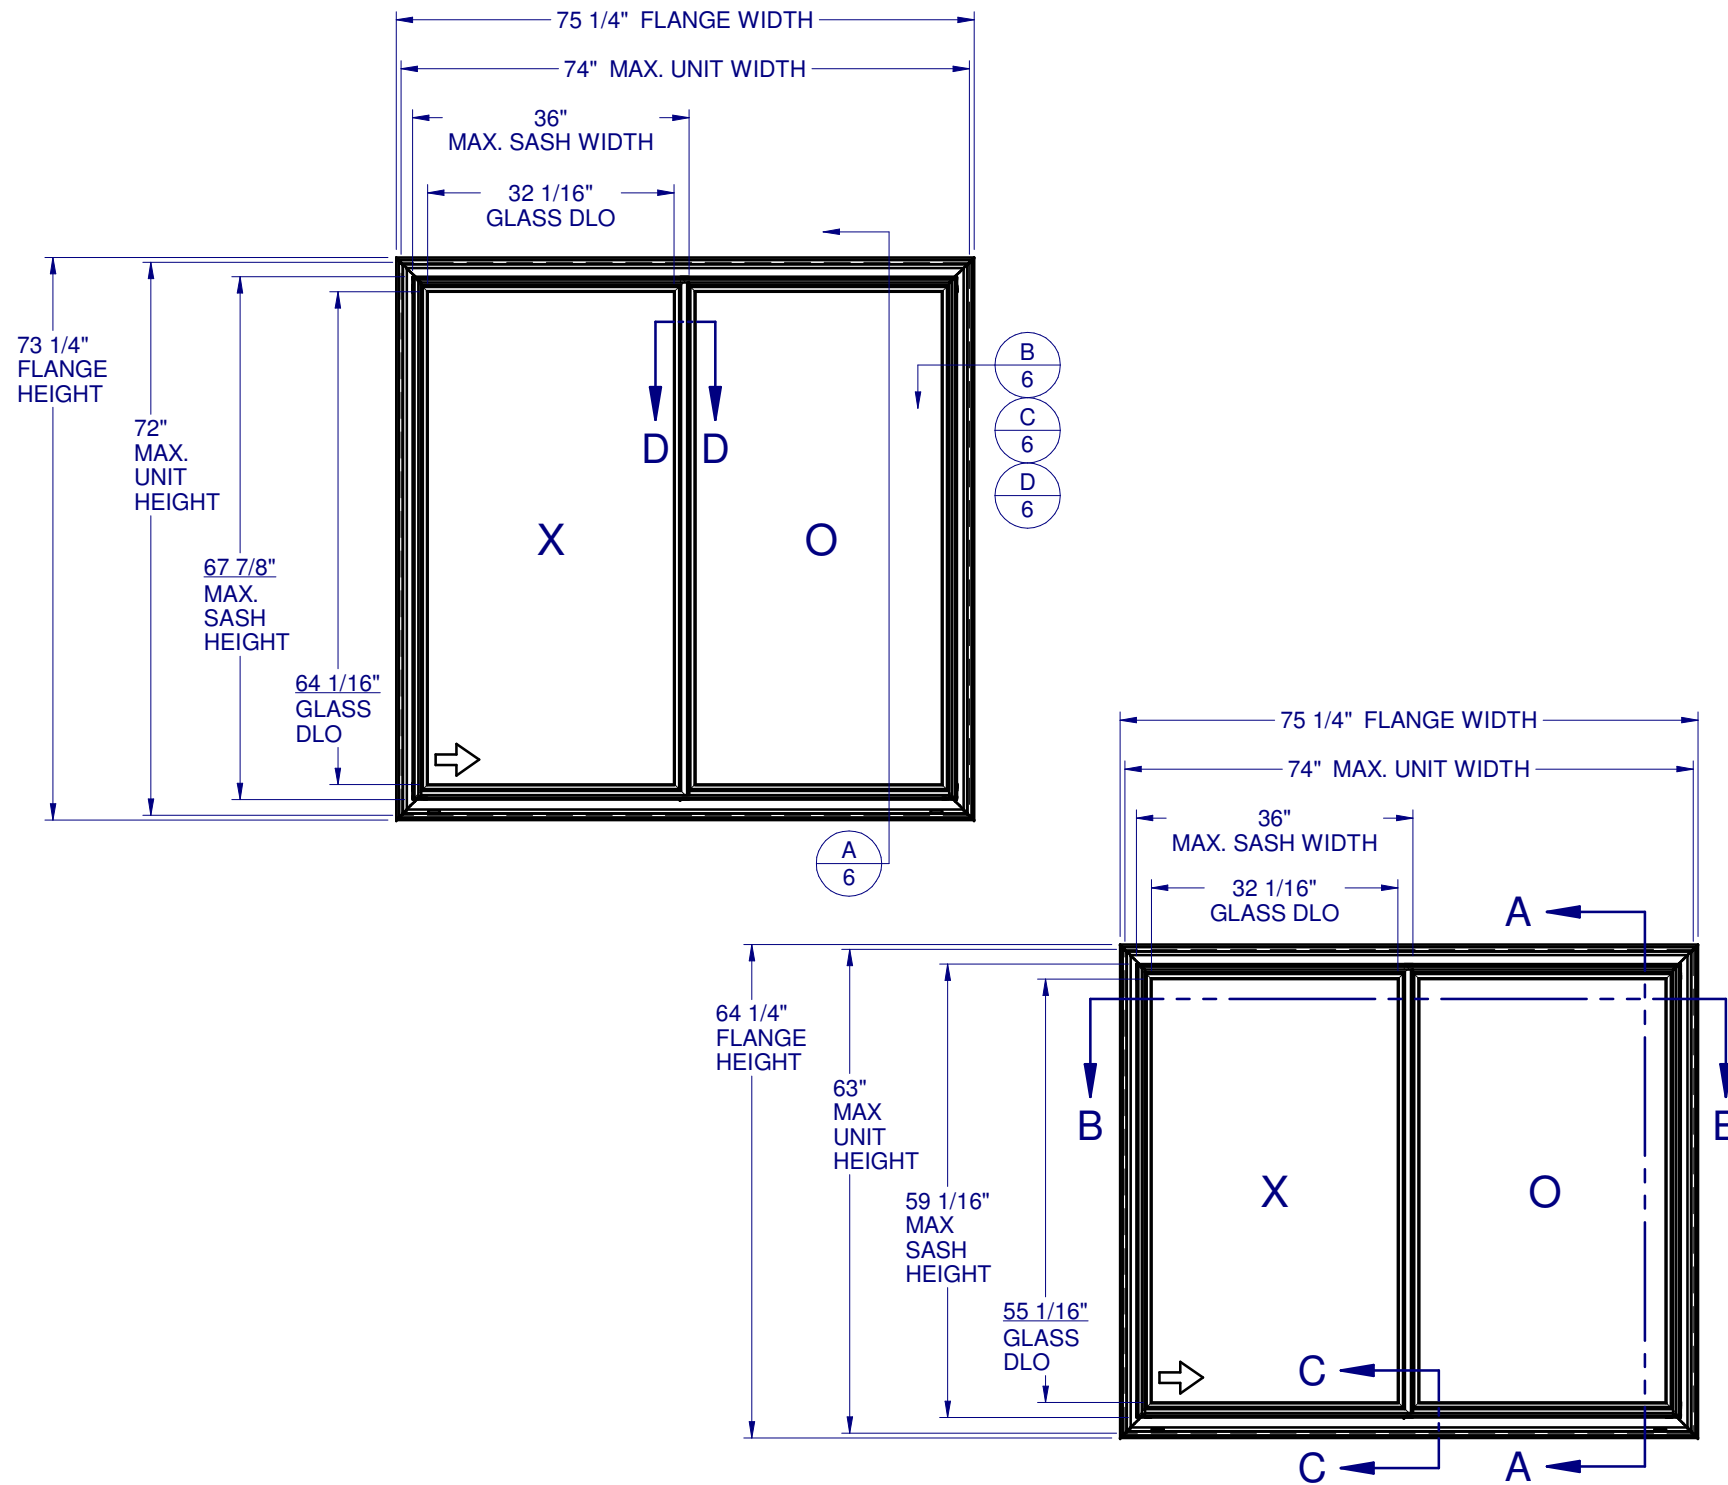 75 1/4" FLANGE WIDTH
74" MAX. UNIT WIDTH
36"
MAX. SASH WIDTH
32 1/16"
GLASS DLO
73 1/4"
FLANGE
HEIGHT
72"
MAX.
UNIT
HEIGHT
67 7/8"
MAX.
SASH
HEIGHT
64 1/16"
GLASS
DLO
D D
X O
B
6
C
6
D
6
A
6
75 1/4" FLANGE WIDTH
74" MAX. UNIT WIDTH
36"
MAX. SASH WIDTH
32 1/16"
GLASS DLO
A
64 1/4"
FLANGE
HEIGHT
63"
MAX
UNIT
HEIGHT
59 1/16"
MAX
SASH
HEIGHT
55 1/16"
GLASS
DLO
B
X O
C
C A